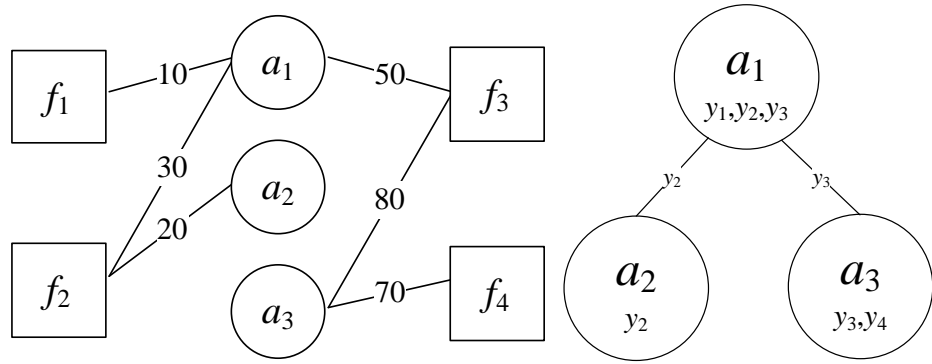 f₁
10
a₁
50
f₃
30
a₂
80
20
f₂
a₃
70
f₄
a₁
y₁,y₂,y₃
y₂
y₃
a₂
y₂
a₃
y₃,y₄